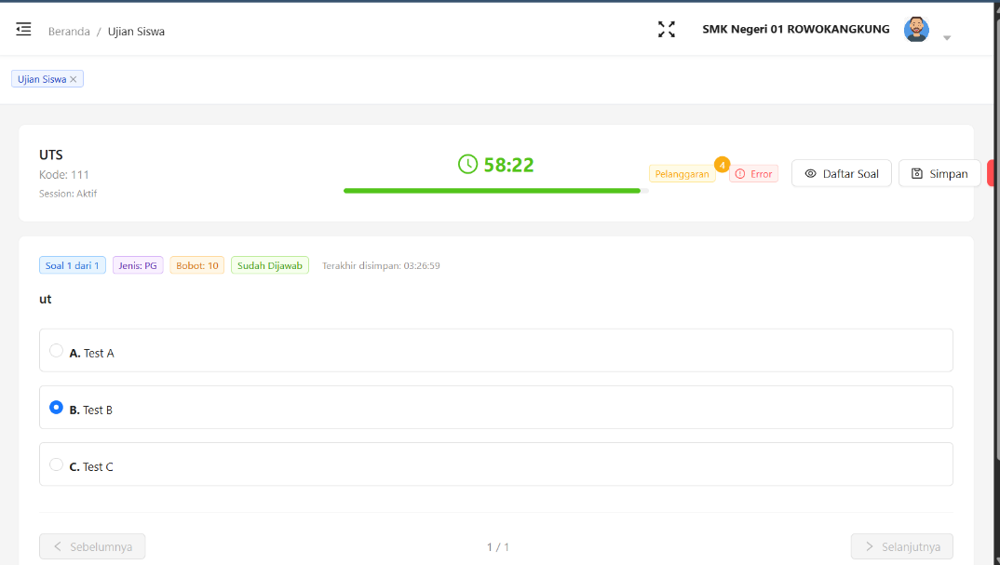 Beranda / Ujian Siswa
SMK Negeri 01 ROWOKANGKUNG
Ujian Siswa
UTS
Kode: 111
Session: Aktif
58:22
Pelanggaran 4
Error
Daftar Soal
Simpan
Soal 1 dari 1 Jenis: PG Bobot: 10 Sudah Dijawab Terakhir disimpan: 03:26:59
ut
A. Test A
B. Test B
C. Test C
Sebelumnya
1 / 1
Selanjutnya